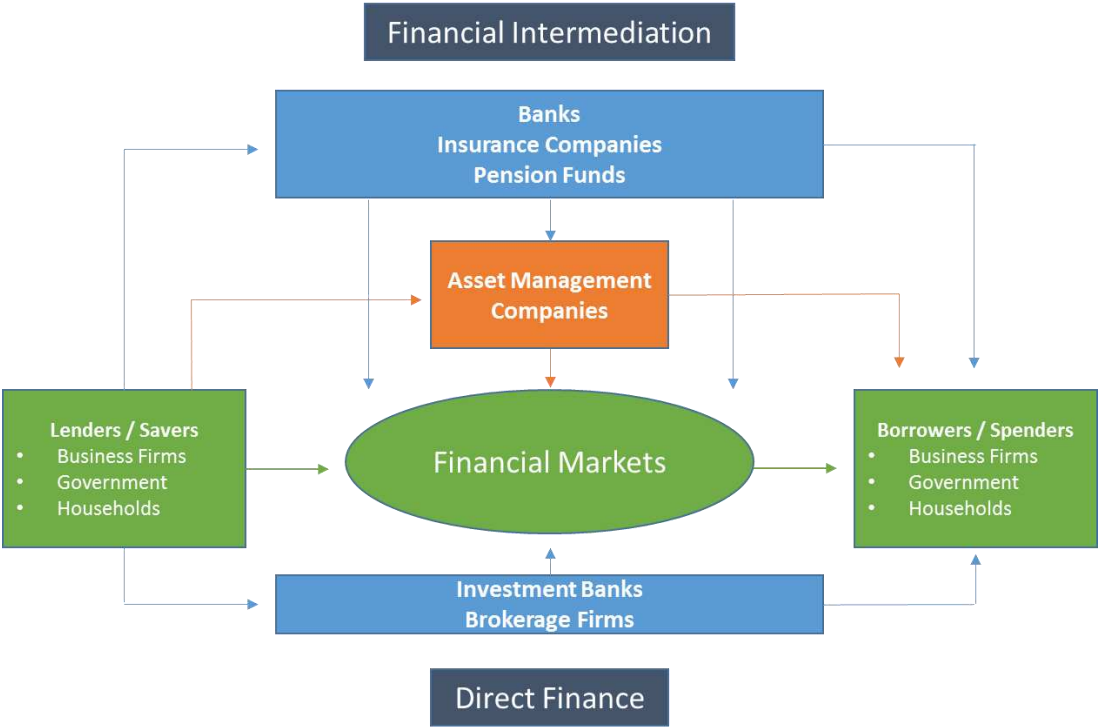 Financial Intermediation
Banks
Insurance Companies
Pension Funds
Asset Management
Companies
Lenders / Savers
• Business Firms
• Government
• Households
Financial Markets
Borrowers / Spenders
• Business Firms
• Government
• Households
Investment Banks
Brokerage Firms
Direct Finance